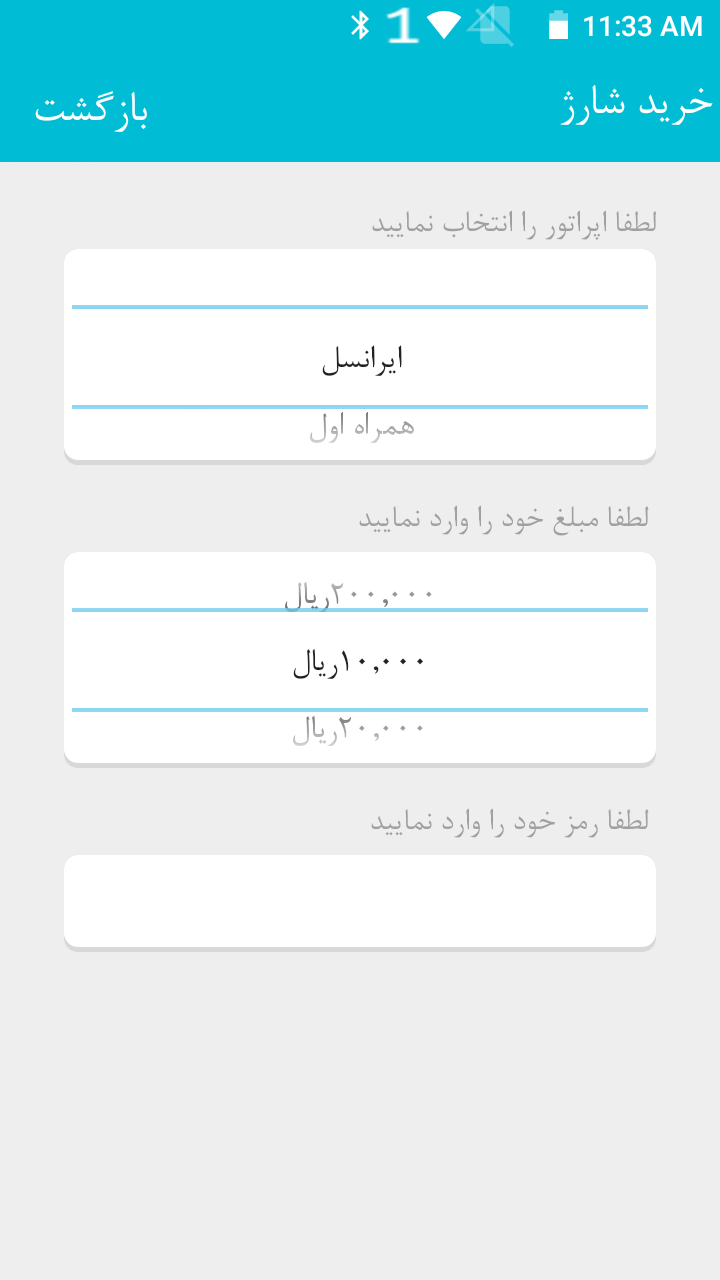 1 11:33 AM
خرید شارژ بازگشت
لطفا اپراتور را انتخاب نمایید
ایرانسل
همراه اول
لطفا مبلغ خود را وارد نمایید
۲۰۰,۰۰۰ریال
۱۰,۰۰۰ریال
۲۰,۰۰۰ریال
لطفا رمز خود را وارد نمایید